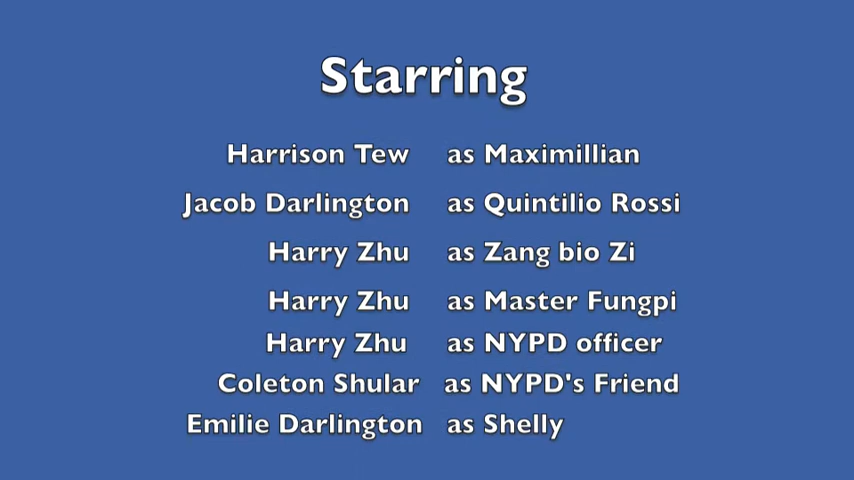 Starring
Harrison Tew as Maximillian
Jacob Darlington as Quintilio Rossi
Harry Zhu as Zang bio Zi
Harry Zhu as Master Fungpi
Harry Zhu as NYPD officer
Coleton Shular as NYPD's Friend
Emilie Darlington as Shelly